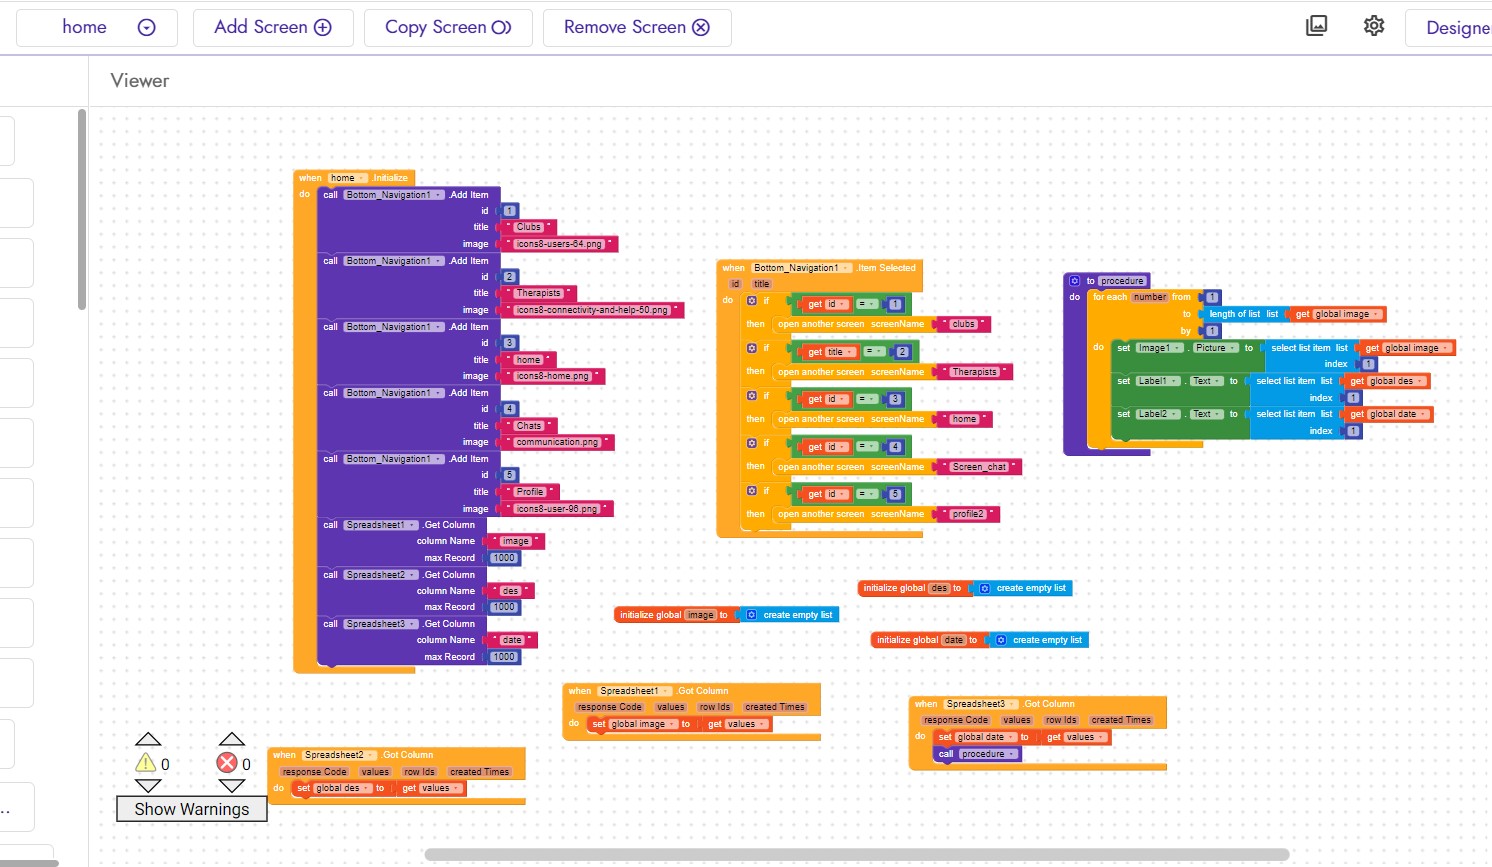 home
Add Screen
Copy Screen
Remove Screen
Designe
Viewer
when home .Initialize
do call Bottom_Navigation1 .Add Item
id 1
title " Clubs "
image " icons8-users-64.png "
call Bottom_Navigation1 .Add Item
id 2
title " Therapists "
image " icons8-connectivity-and-help-50.png "
call Bottom_Navigation1 .Add Item
id 3
title " home "
image " icons8-home.png "
call Bottom_Navigation1 .Add Item
id 4
title " Chats "
image " communication.png "
call Bottom_Navigation1 .Add Item
id 5
title " Profile "
image " icons8-user-96.png "
call Spreadsheet1 .Get Column
column Name " image "
max Record 1000
call Spreadsheet2 .Get Column
column Name " des "
max Record 1000
call Spreadsheet3 .Get Column
column Name " date "
max Record 1000
when Bottom_Navigation1 .Item Selected
id title
do if get id = 1
then open another screen screenName " clubs "
if get title = 2
then open another screen screenName " Therapists "
if get id = 3
then open another screen screenName " home "
if get id = 4
then open another screen screenName " Screen_chat "
if get id = 5
then open another screen screenName " profile2 "
to procedure
do for each number from 1
to length of list list get global image
by 1
do set Image1 . Picture to select list item list get global image
index 1
set Label1 . Text to select list item list get global des
index 1
set Label2 . Text to select list item list get global date
index 1
initialize global des to create empty list
initialize global image to create empty list
initialize global date to create empty list
when Spreadsheet1 .Got Column
response Code values row Ids created Times
do set global image to get values
when Spreadsheet3 .Got Column
response Code values row Ids created Times
do set global date to get values
call procedure
when Spreadsheet2 .Got Column
response Code values row Ids created Times
do set global des to get values
0 0
Show Warnings
..